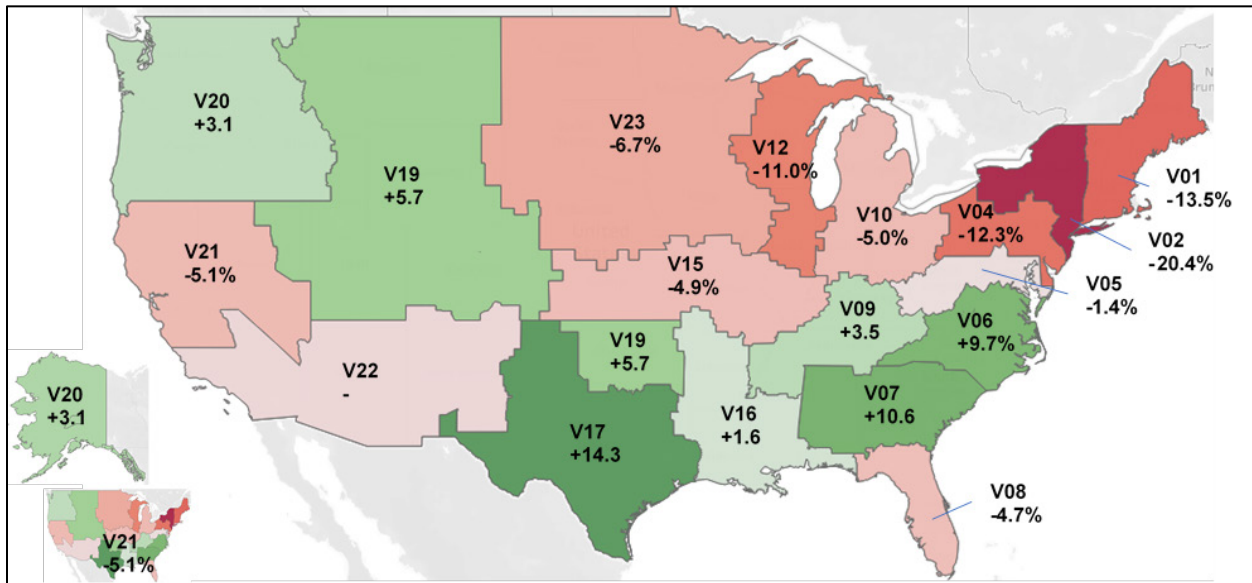 V20
+3.1
V19
+5.7
V23
-6.7%
V12
-11.0%
V01
-13.5%
V10
-5.0%
V04
-12.3%
V02
-20.4%
V21
-5.1%
V15
-4.9%
V05
-1.4%
V09
+3.5
V06
+9.7%
V19
+5.7
V22
-
V07
+10.6
V20
+3.1
V16
+1.6
V17
+14.3
V08
-4.7%
V21
-5.1%